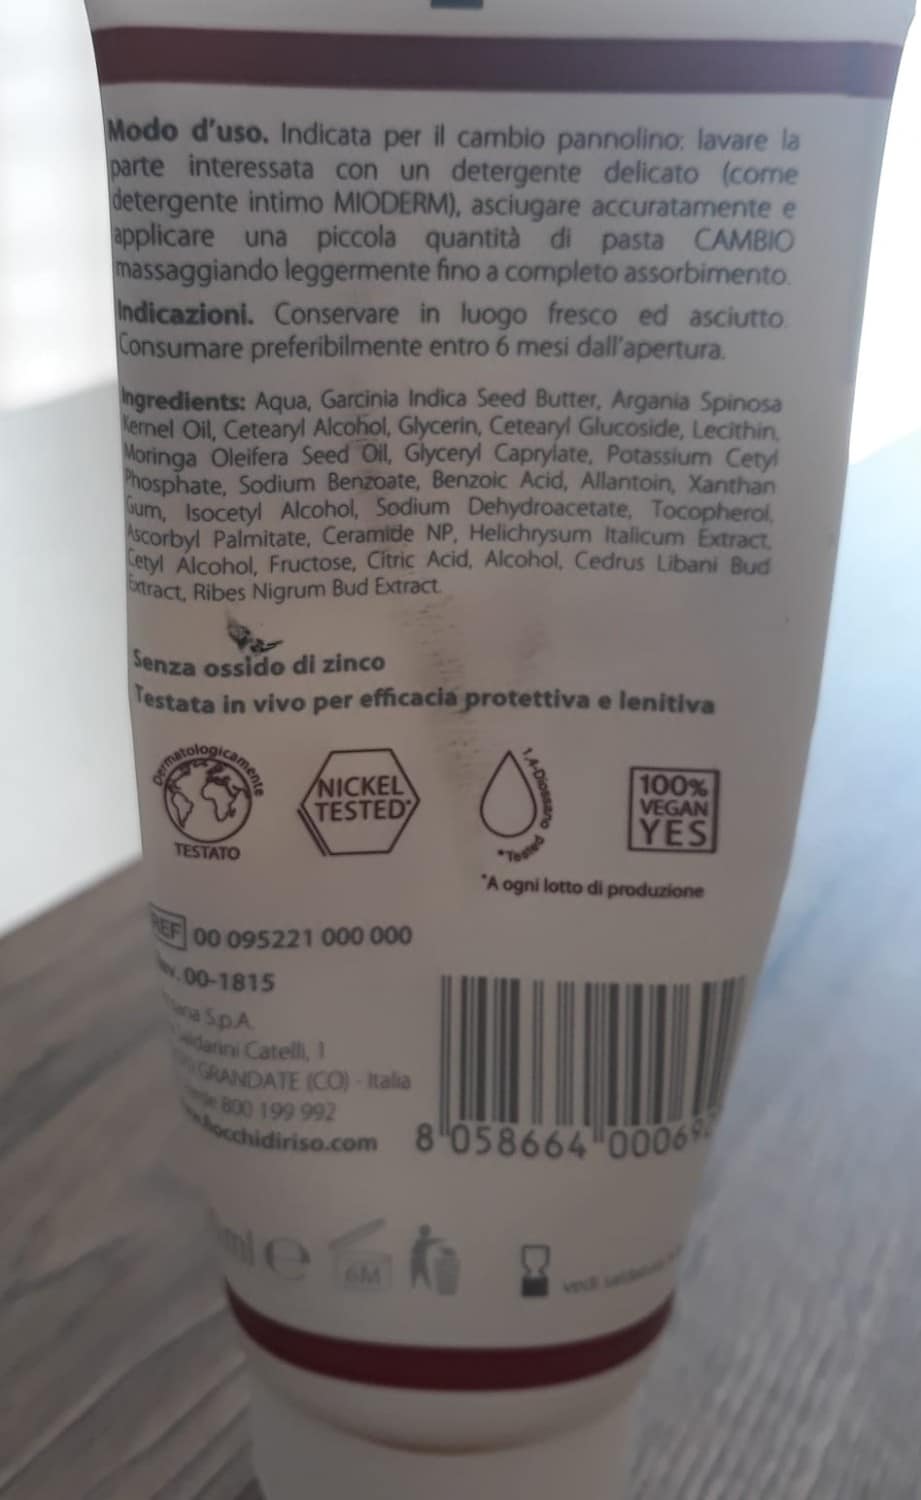 Modo d'uso. Indicata per il cambio pannolino: lavare la
parte interessata con un detergente delicato (come
detergente intimo MIODERM), asciugare accuratamente e
applicare una piccola quantità di pasta CAMBIO
massaggiando leggermente fino a completo assorbimento.
Indicazioni. Conservare in luogo fresco ed asciutto.
Consumare preferibilmente entro 6 mesi dall'apertura.
Ingredients: Aqua, Garcinia Indica Seed Butter, Argania Spinosa
Kernel Oil, Cetearyl Alcohol, Glycerin, Cetearyl Glucoside, Lecithin,
Moringa Oleifera Seed Oil, Glyceryl Caprylate, Potassium Cetyl
Phosphate, Sodium Benzoate, Benzoic Acid, Allantoin, Xanthan
Gum, Isocetyl Alcohol, Sodium Dehydroacetate, Tocopherol,
Ascorbyl Palmitate, Ceramide NP, Helichrysum Italicum Extract,
Cetyl Alcohol, Fructose, Citric Acid, Alcohol, Cedrus Libani Bud
Extract, Ribes Nigrum Bud Extract.
Senza ossido di zinco
Testata in vivo per efficacia protettiva e lenitiva
Dermatologicamente
TESTATO
NICKEL
TESTED*
1,4-Diossano
*Tested
100%
VEGAN
YES
*A ogni lotto di produzione
REF 00 095221 000 000
00-1815
S.p.A.
Catelli, 1
GRANDATE (CO) - Italia
800 199 992
8 058664 00069
ml e
6M
vedi